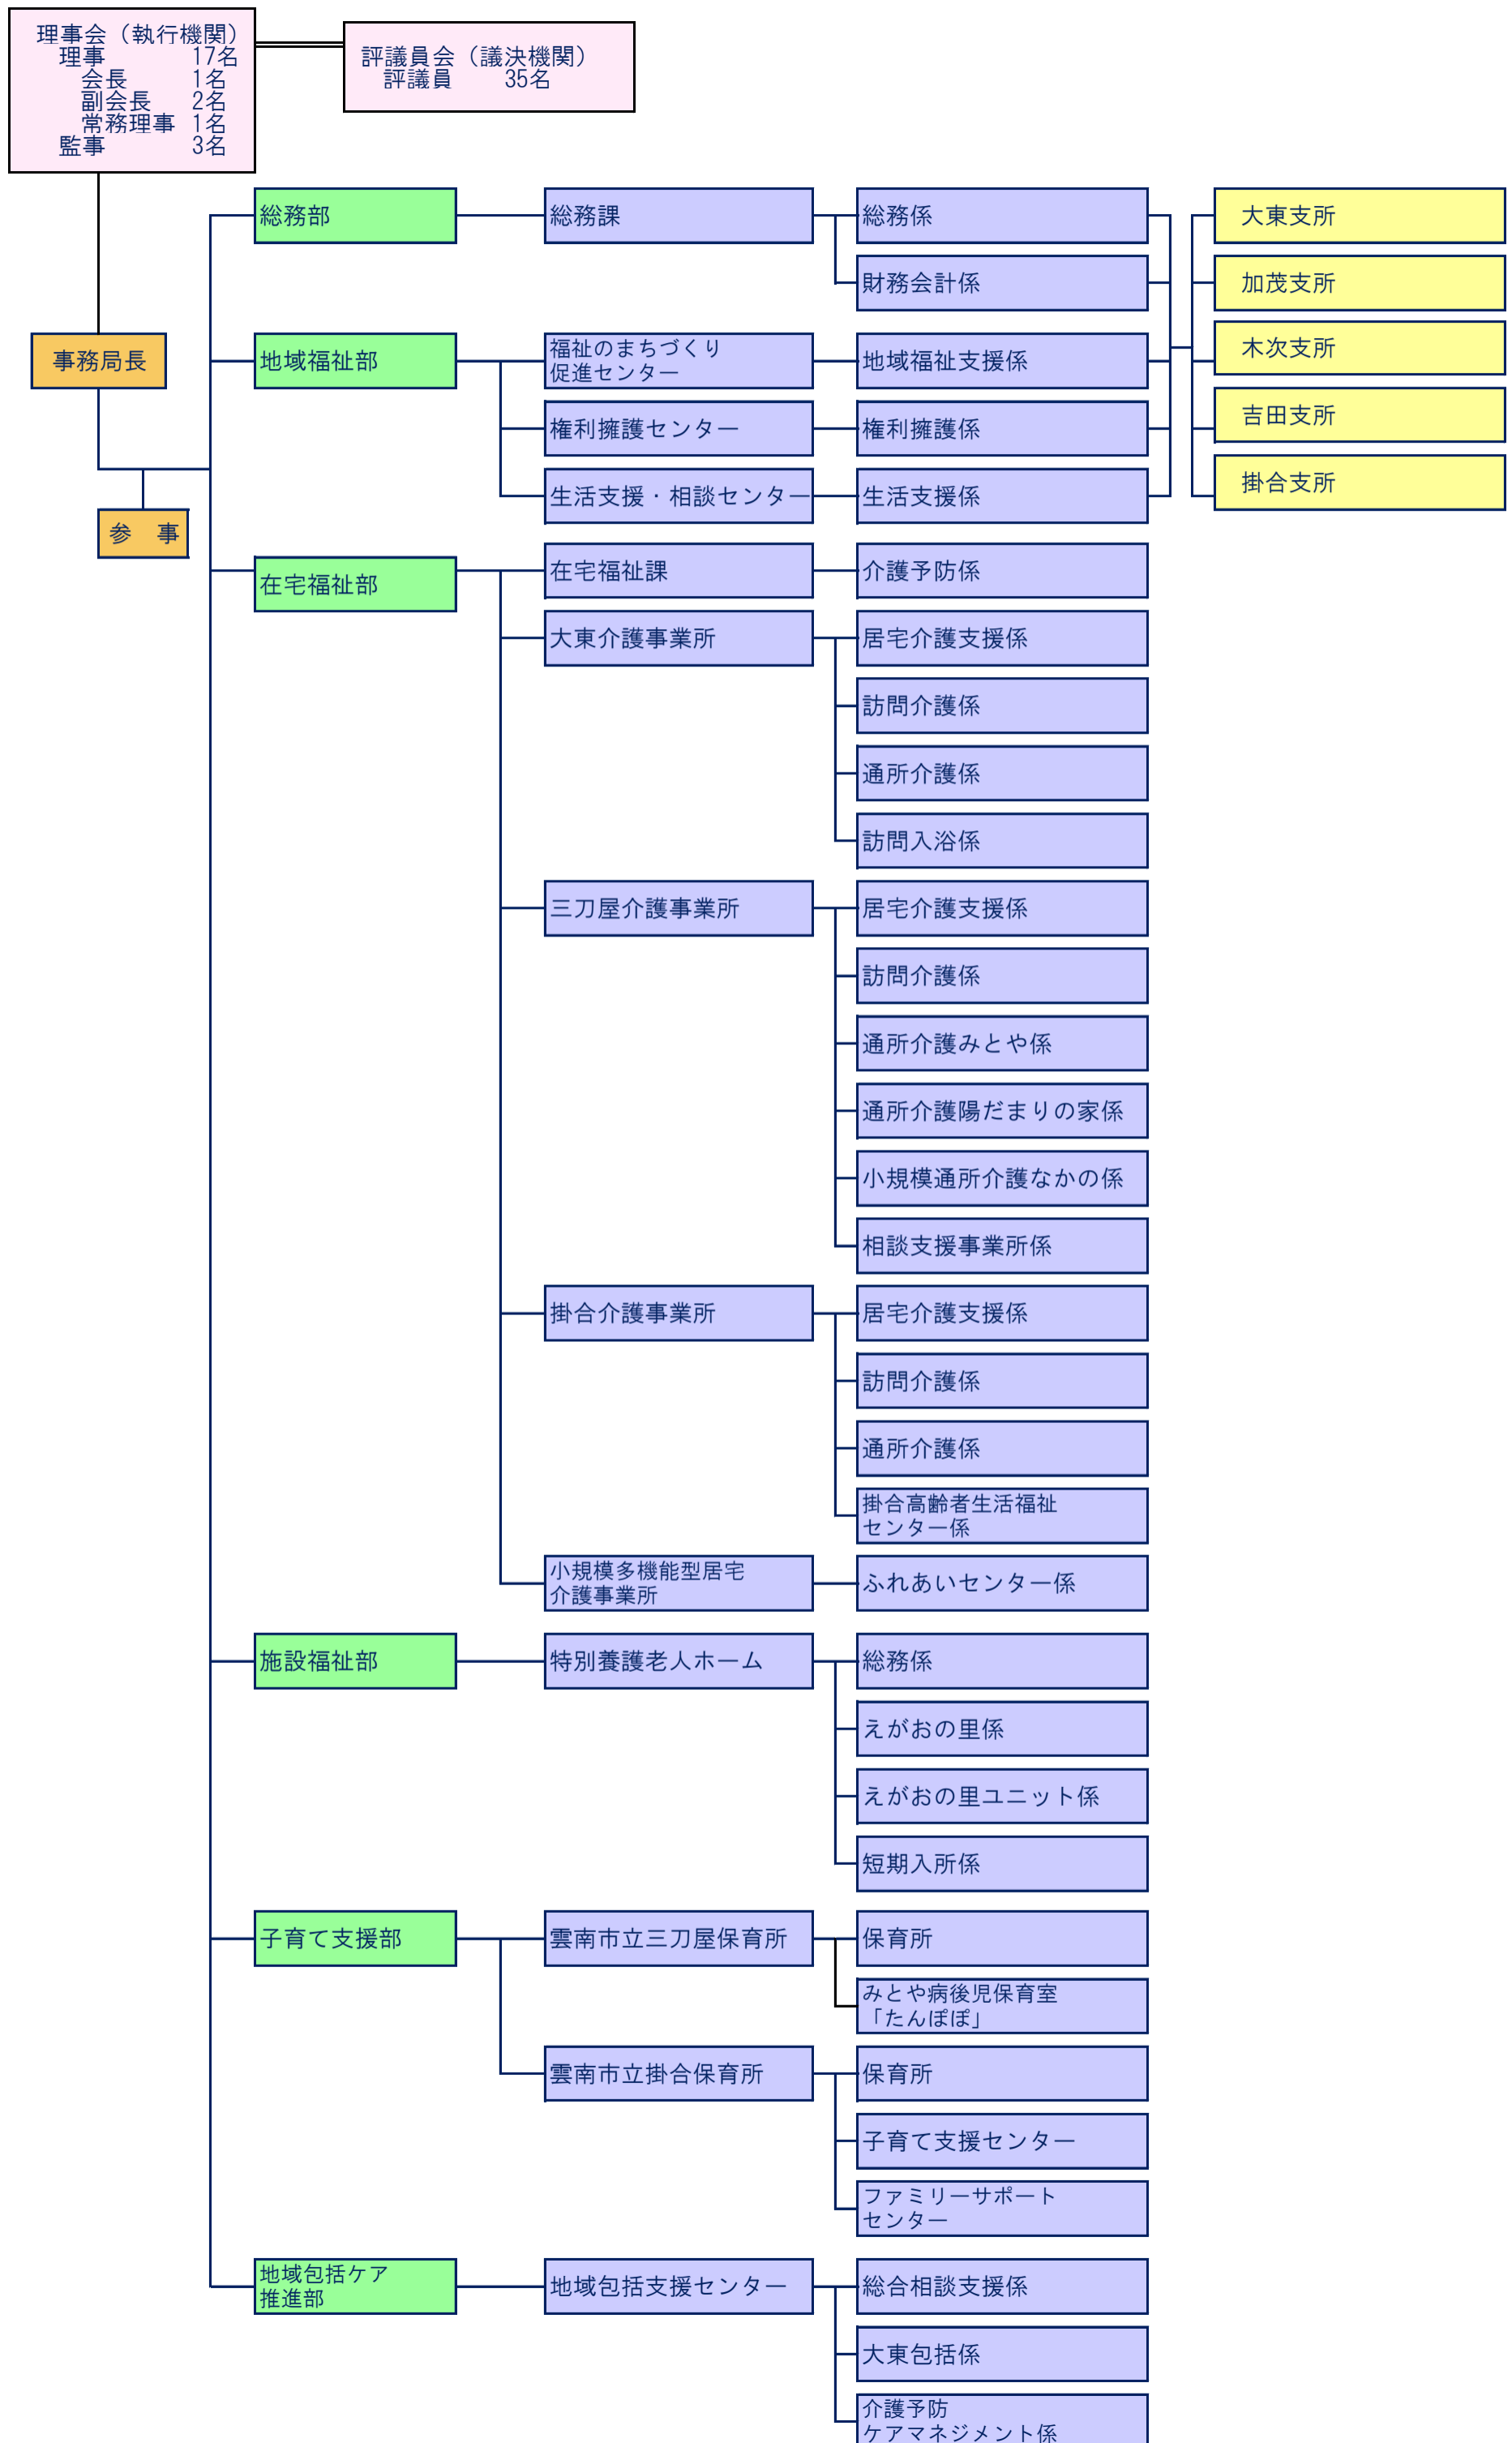 理事会（執行機関）
理事 17名
会長 1名
副会長 2名
常務理事 1名
監事 3名
評議員会（議決機関）
評議員 35名
事務局長
参 事
総務部
総務課
総務係
財務会計係
地域福祉部
福祉のまちづくり
促進センター
地域福祉支援係
権利擁護センター
権利擁護係
生活支援・相談センター
生活支援係
大東支所
加茂支所
木次支所
吉田支所
掛合支所
在宅福祉部
在宅福祉課
介護予防係
大東介護事業所
居宅介護支援係
訪問介護係
通所介護係
訪問入浴係
三刀屋介護事業所
居宅介護支援係
訪問介護係
通所介護みとや係
通所介護陽だまりの家係
小規模通所介護なかの係
相談支援事業所係
掛合介護事業所
居宅介護支援係
訪問介護係
通所介護係
掛合高齢者生活福祉
センター係
小規模多機能型居宅
介護事業所
ふれあいセンター係
施設福祉部
特別養護老人ホーム
総務係
えがおの里係
えがおの里ユニット係
短期入所係
子育て支援部
雲南市立三刀屋保育所
保育所
みとや病後児保育室
「たんぽぽ」
雲南市立掛合保育所
保育所
子育て支援センター
ファミリーサポート
センター
地域包括ケア
推進部
地域包括支援センター
総合相談支援係
大東包括係
介護予防
ケアマネジメント係